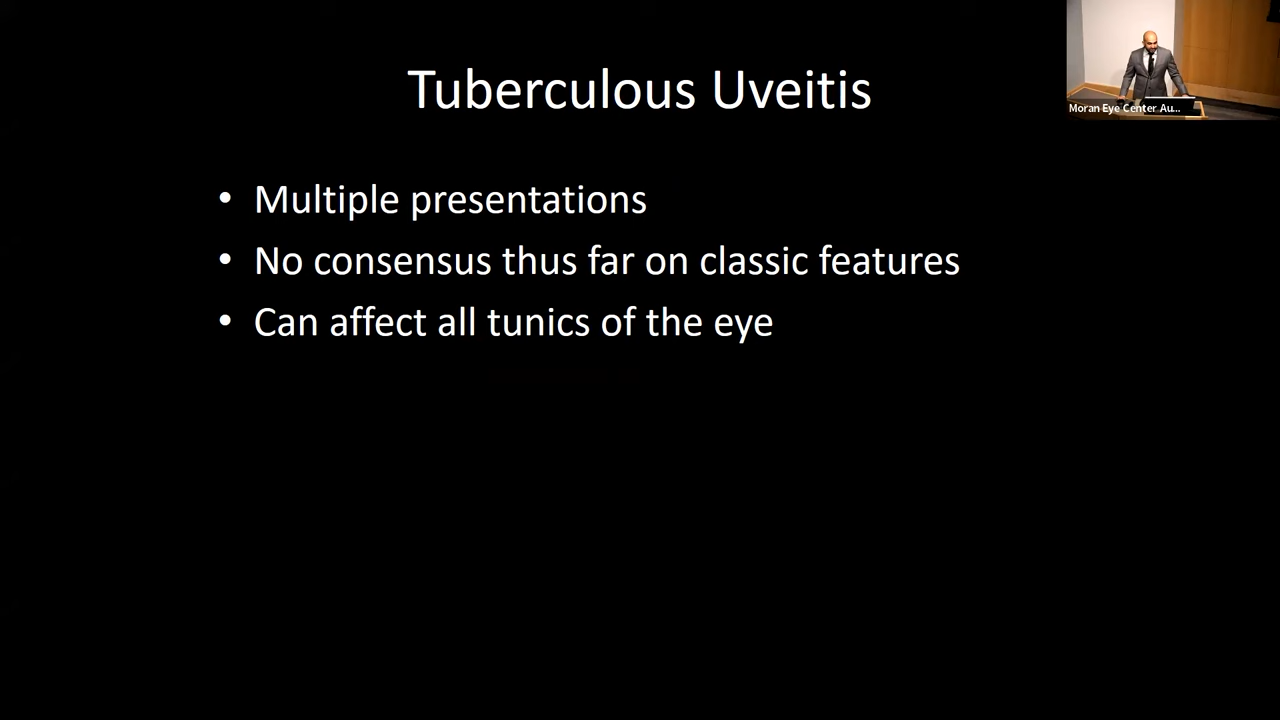 Tuberculous Uveitis
Moran Eye Center Au...
• Multiple presentations
• No consensus thus far on classic features
• Can affect all tunics of the eye